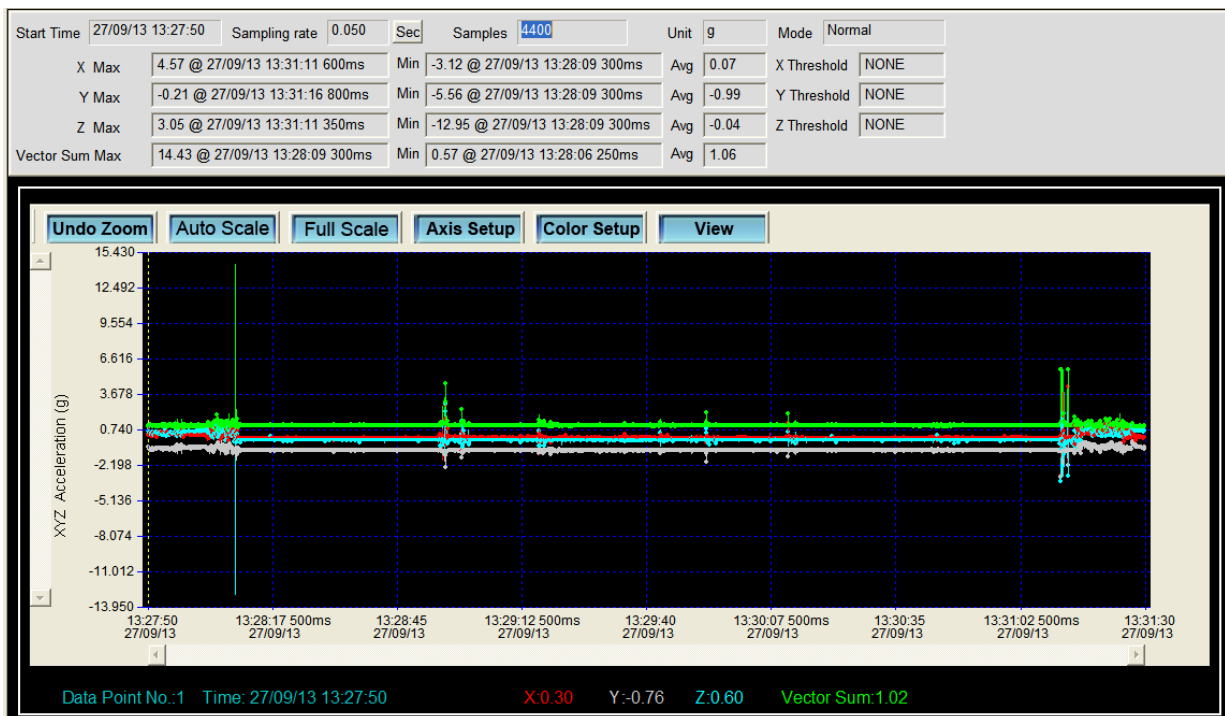 Start Time 27/09/13 13:27:50 Sampling rate 0.050 Sec Samples 4400 Unit g Mode Normal
X Max 4.57 @ 27/09/13 13:31:11 600ms Min -3.12 @ 27/09/13 13:28:09 300ms Avg 0.07 X Threshold NONE
Y Max -0.21 @ 27/09/13 13:31:16 800ms Min -5.56 @ 27/09/13 13:28:09 300ms Avg -0.99 Y Threshold NONE
Z Max 3.05 @ 27/09/13 13:31:11 350ms Min -12.95 @ 27/09/13 13:28:09 300ms Avg -0.04 Z Threshold NONE
Vector Sum Max 14.43 @ 27/09/13 13:28:09 300ms Min 0.57 @ 27/09/13 13:28:06 250ms Avg 1.06
Undo Zoom Auto Scale Full Scale Axis Setup Color Setup View
15.430
12.492
9.554
6.616
3.678
0.740
-2.198
-5.136
-8.074
-11.012
-13.950
XYZ Acceleration (g)
13:27:50 13:28:17 500ms 13:28:45 13:29:12 500ms 13:29:40 13:30:07 500ms 13:30:35 13:31:02 500ms 13:31:30
27/09/13 27/09/13 27/09/13 27/09/13 27/09/13 27/09/13 27/09/13 27/09/13 27/09/13
Data Point No.:1 Time: 27/09/13 13:27:50 X:0.30 Y:-0.76 Z:0.60 Vector Sum:1.02